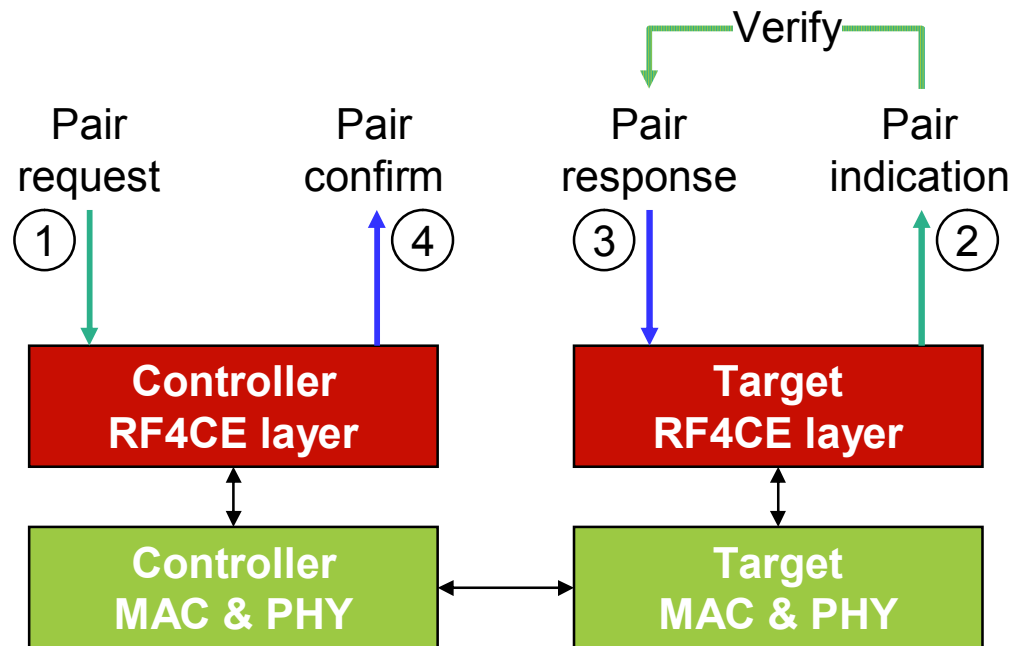 Verify
Pair
request
1
Pair
confirm
4
Pair
response
3
Pair
indication
2
Controller
RF4CE layer
Target
RF4CE layer
Controller
MAC & PHY
Target
MAC & PHY